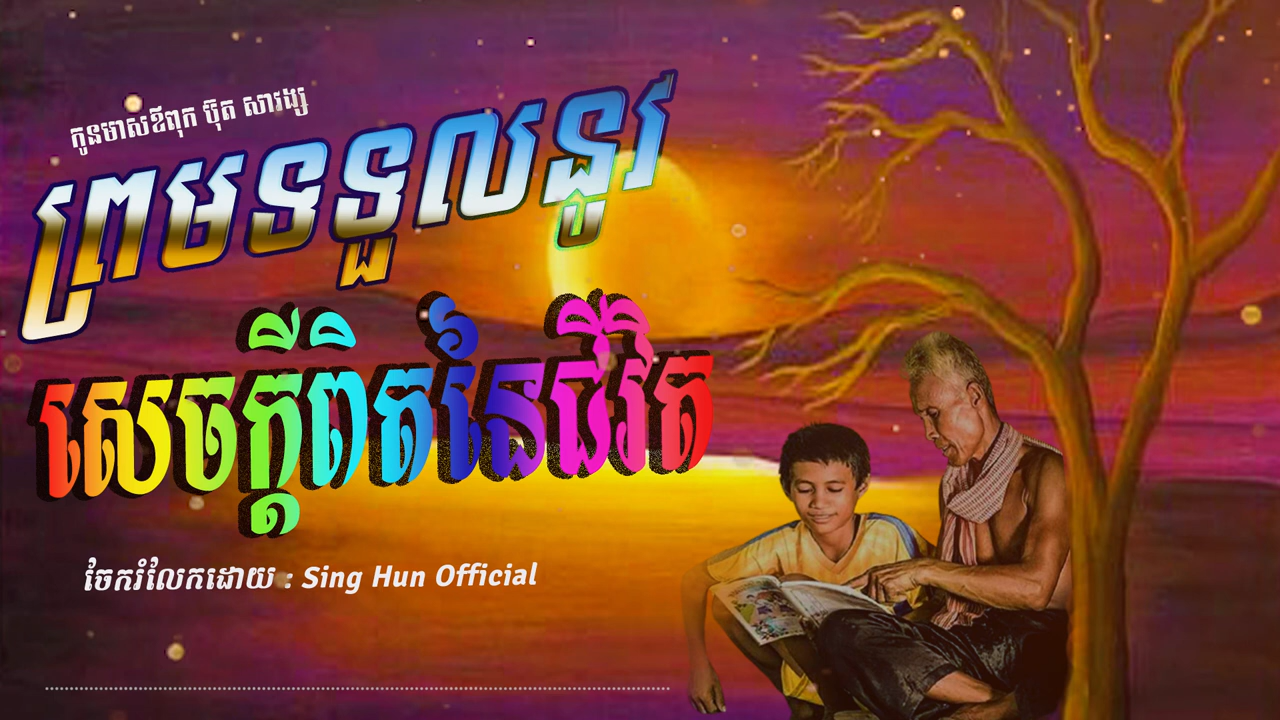 កូនមាសឪពុក ប៊ុត សាវង្ស
ព្រមទទួលនូវ
សេចក្ដីពិតនៃជីវិត
ចែករំលែកដោយ : Sing Hun Official